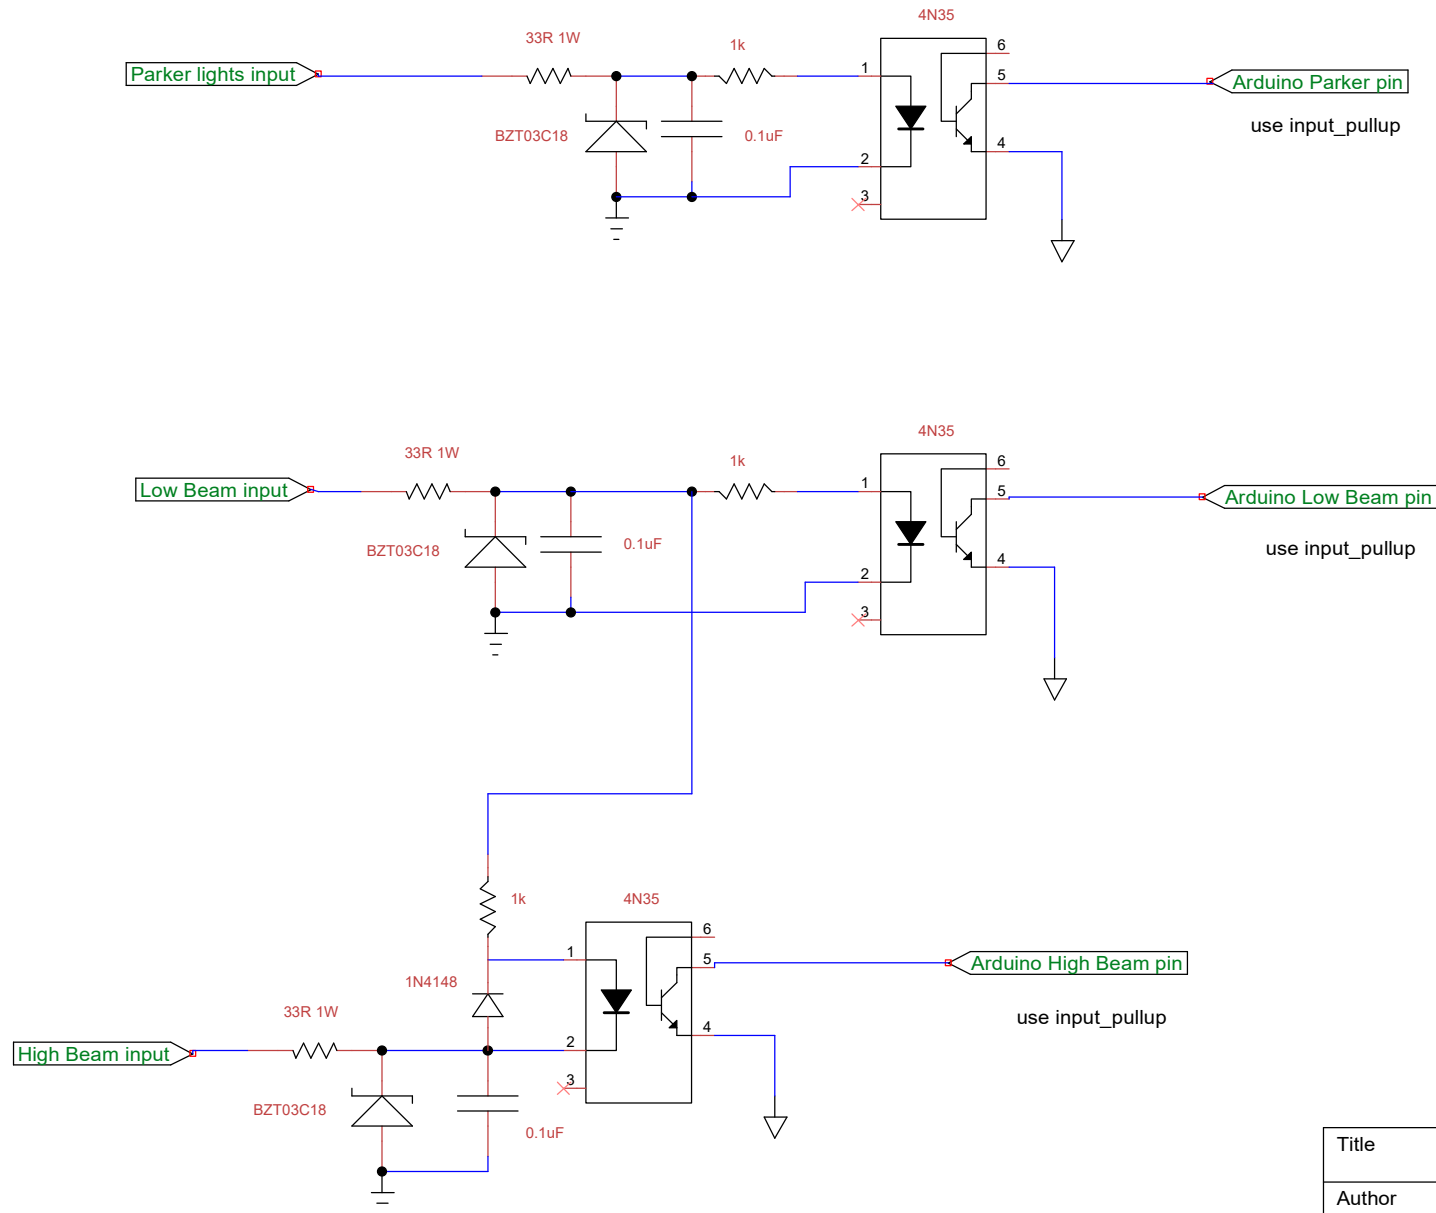 4N35
33R 1W
1k
6
Parker lights input
1
5
Arduino Parker pin
BZT03C18
0.1uF
use input_pullup
2
4
3
4N35
33R 1W
1k
6
Low Beam input
1
5
Arduino Low Beam pin
BZT03C18
0.1uF
use input_pullup
2
4
3
1k
4N35
6
1
5
Arduino High Beam pin
1N4148
33R 1W
use input_pullup
4
High Beam input
2
3
BZT03C18
0.1uF
Title
Author